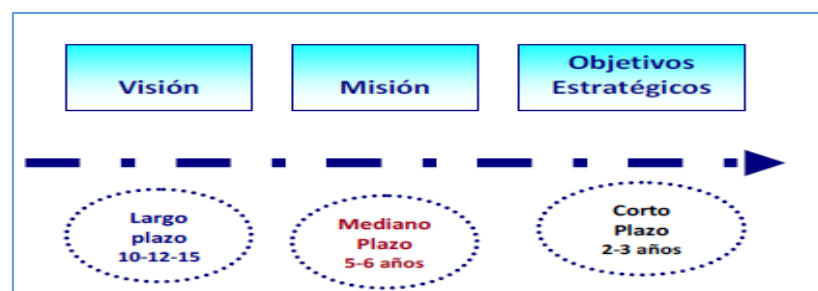 Visión
Misión
Objetivos
Estratégicos
Largo
plazo
10-12-15
Mediano
Plazo
5-6 años
Corto
Plazo
2-3 años